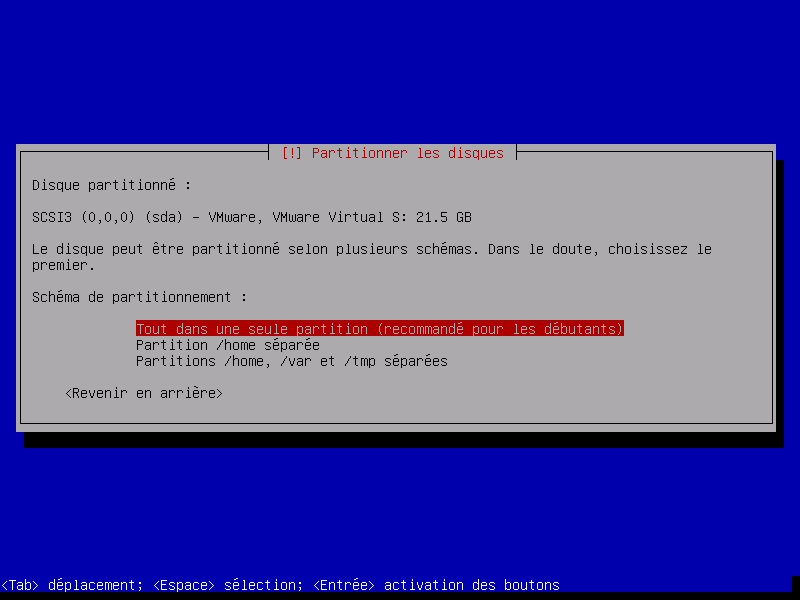 [!] Partitionner les disques
Disque partitionné :
SCSI3 (0,0,0) (sda) - VMware, VMware Virtual S: 21.5 GB
Le disque peut être partitionné selon plusieurs schémas. Dans le doute, choisissez le
premier.
Schéma de partitionnement :
Tout dans une seule partition (recommandé pour les débutants)
Partition /home séparée
Partitions /home, /var et /tmp séparées
<Revenir en arrière>
<Tab> déplacement; <Espace> sélection; <Entrée> activation des boutons